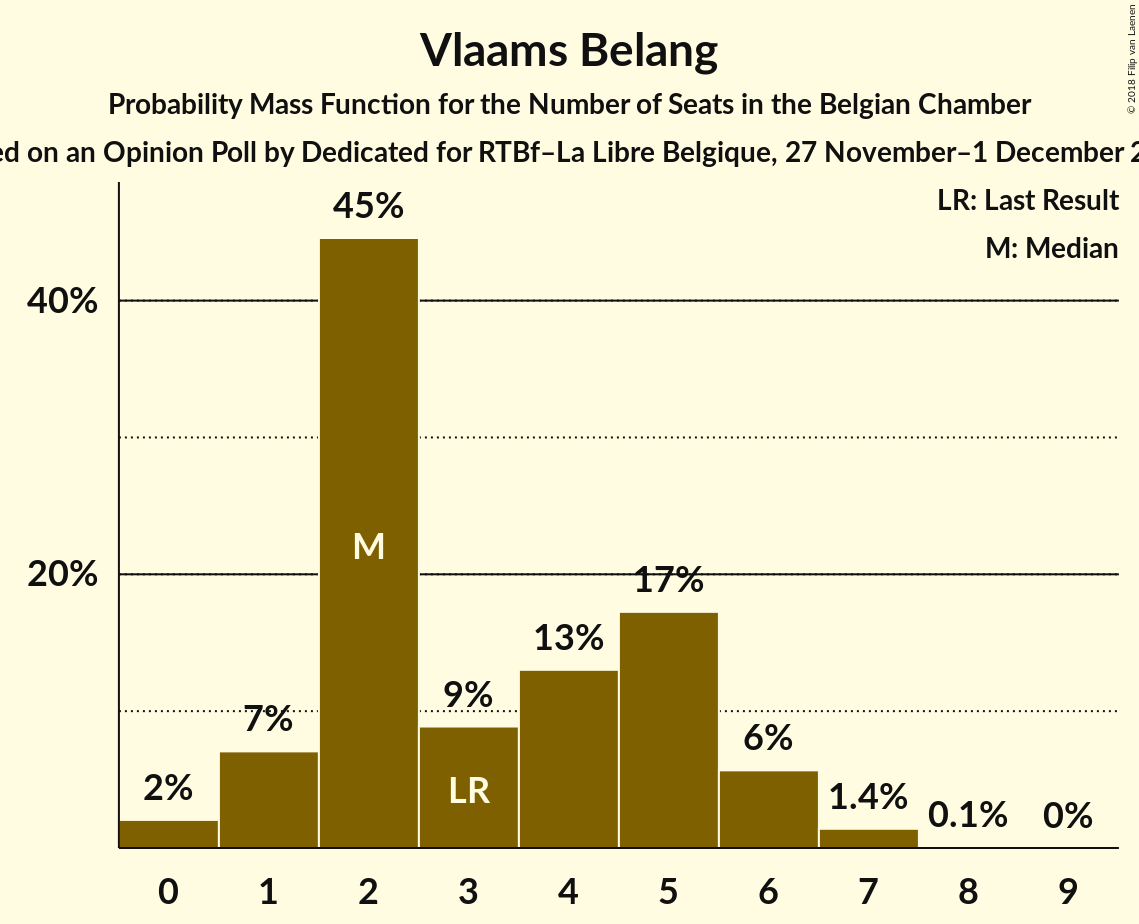 Vlaams Belang
Probability Mass Function for the Number of Seats in the Belgian Chamber
ed on an Opinion Poll by Dedicated for RTBf–La Libre Belgique, 27 November–1 December 2
© 2018 Filip van Laenen
LR: Last Result
M: Median
45%
40%
M
20%
17%
13%
9%
7%
6%
2%
LR
1.4%
0.1%
0%
0 1 2 3 4 5 6 7 8 9